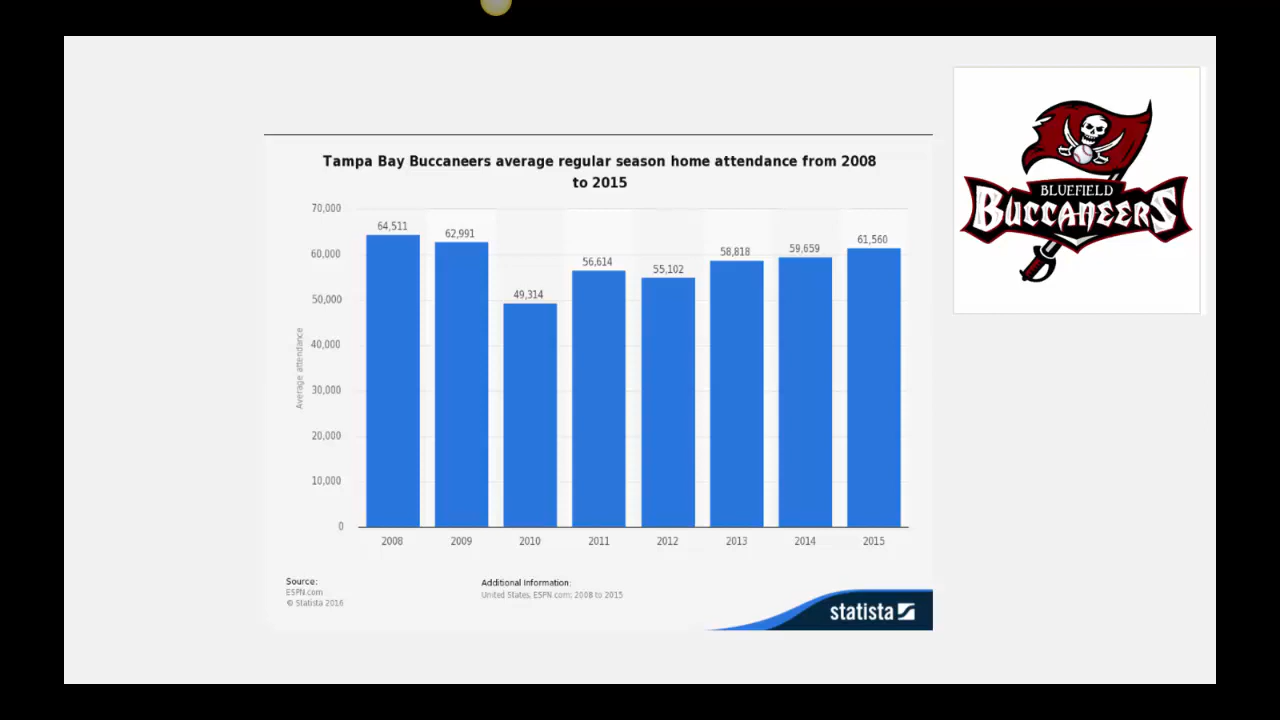 Tampa Bay Buccaneers average regular season home attendance from 2008
to 2015
70,000
60,000
50,000
40,000
30,000
20,000
10,000
0
Average attendance
64,511
62,991
49,314
56,614
55,102
58,818
59,659
61,560
2008
2009
2010
2011
2012
2013
2014
2015
Source:
ESPN.com
© Statista 2016
Additional Information:
United States, ESPN.com; 2008 to 2015
statista
BLUEFIELD
BUCCANEERS